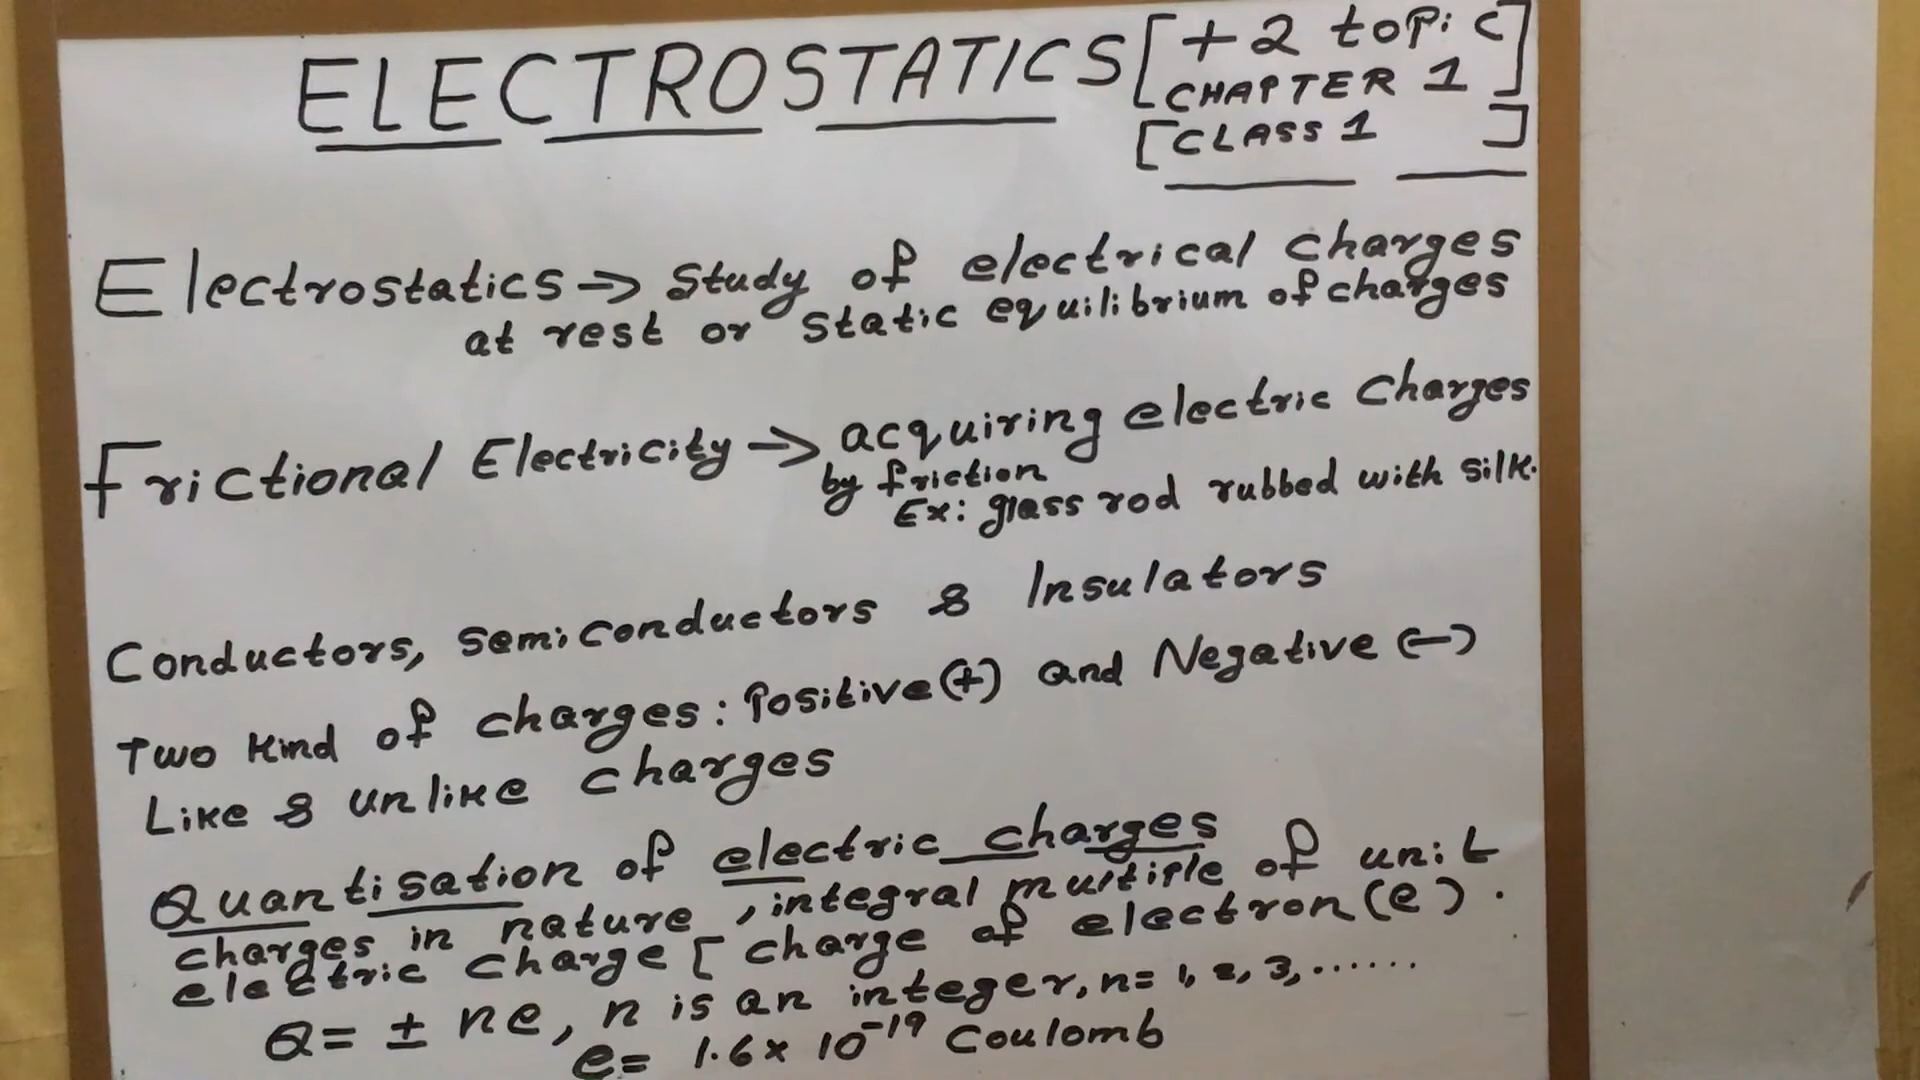 ELECTROSTATICS [+2 topic]
[CHAPTER 1]
[CLASS 1]
Electrostatics → Study of electrical charges
at rest or static equilibrium of charges
Frictional Electricity → acquiring electric Charges
by friction
Ex: glass rod rubbed with silk.
Conductors, semiconductors & Insulators
Two Kind of charges: Positive (+) and Negative (-)
Like & unlike charges
Quantisation of electric charges
charges in nature, integral multiple of unit
electric charge [charge of electron (e).
Q= ± ne, n is an integer, n= 1, 2, 3,......
e= 1.6x 10^-19 Coulomb